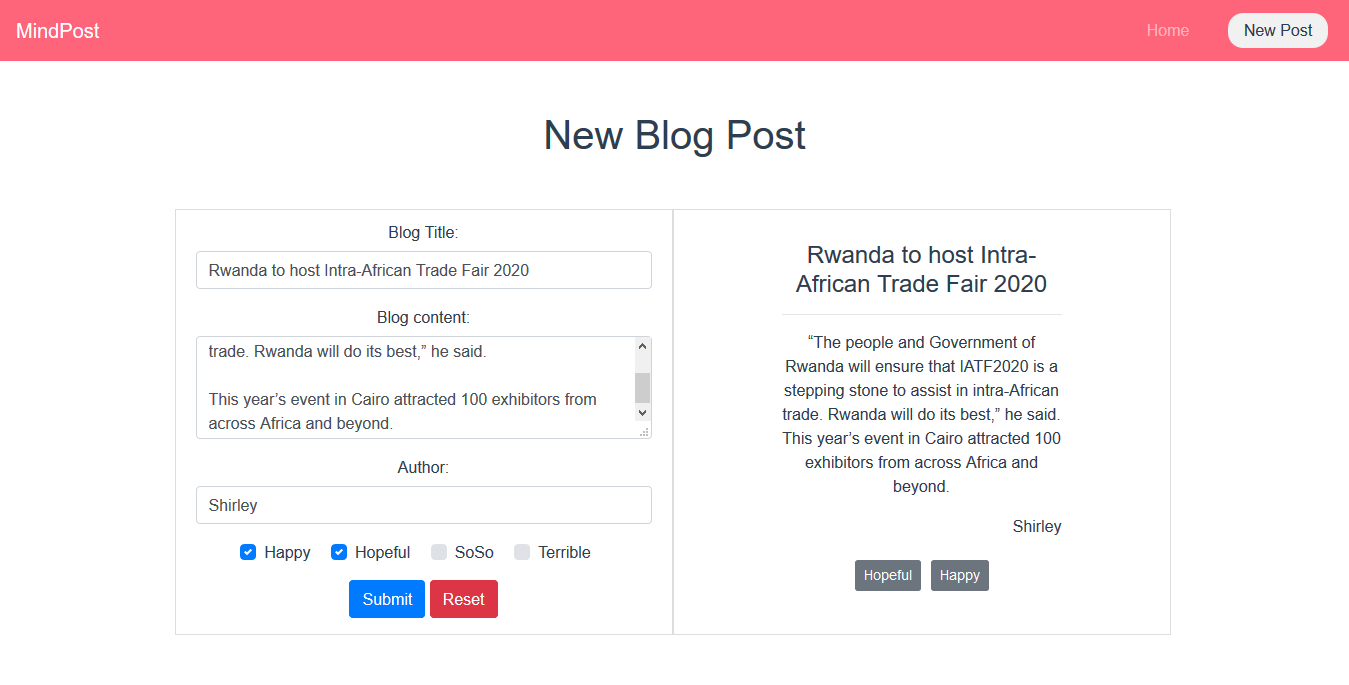 MindPost
Home
New Post
New Blog Post
Blog Title:
Rwanda to host Intra-African Trade Fair 2020
Blog content:
trade. Rwanda will do its best,” he said.
This year’s event in Cairo attracted 100 exhibitors from
across Africa and beyond.
Author:
Shirley
Happy
Hopeful
SoSo
Terrible
Submit
Reset
Rwanda to host Intra-
African Trade Fair 2020
“The people and Government of
Rwanda will ensure that IATF2020 is a
stepping stone to assist in intra-African
trade. Rwanda will do its best,” he said.
This year’s event in Cairo attracted 100
exhibitors from across Africa and
beyond.
Shirley
Hopeful
Happy